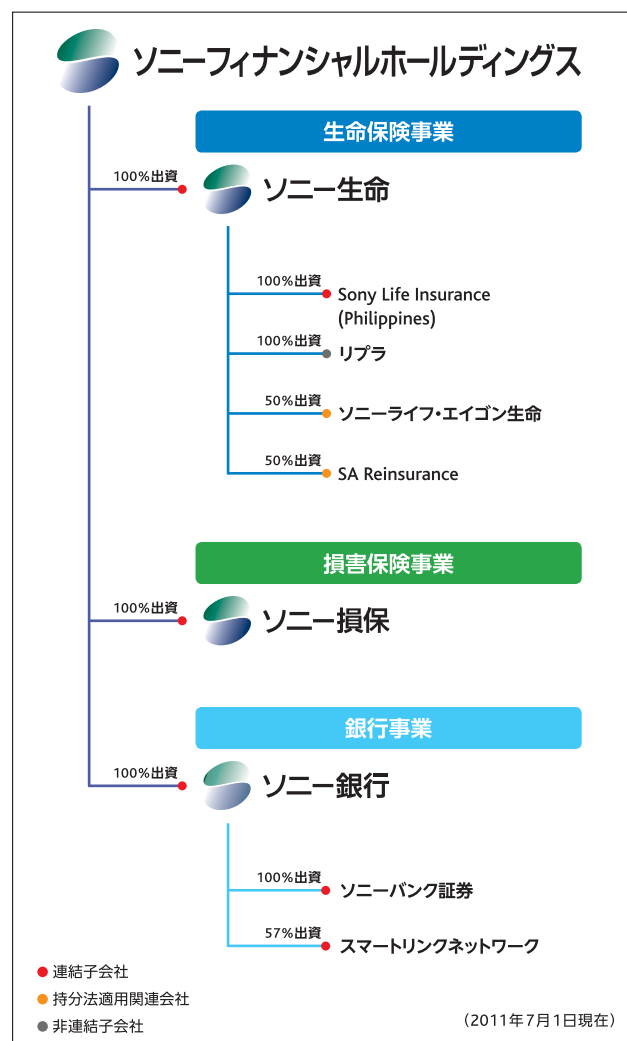 ソニーフィナンシャルホールディングス
生命保険事業
100%出資
ソニー生命
100%出資
Sony Life Insurance
(Philippines)
100%出資
リプラ
50%出資
ソニーライフ・エイゴン生命
50%出資
SA Reinsurance
損害保険事業
100%出資
ソニー損保
銀行事業
100%出資
ソニー銀行
100%出資
ソニーバンク証券
57%出資
スマートリンクネットワーク
連結子会社
持分法適用関連会社
非連結子会社
（2011年7月1日現在）